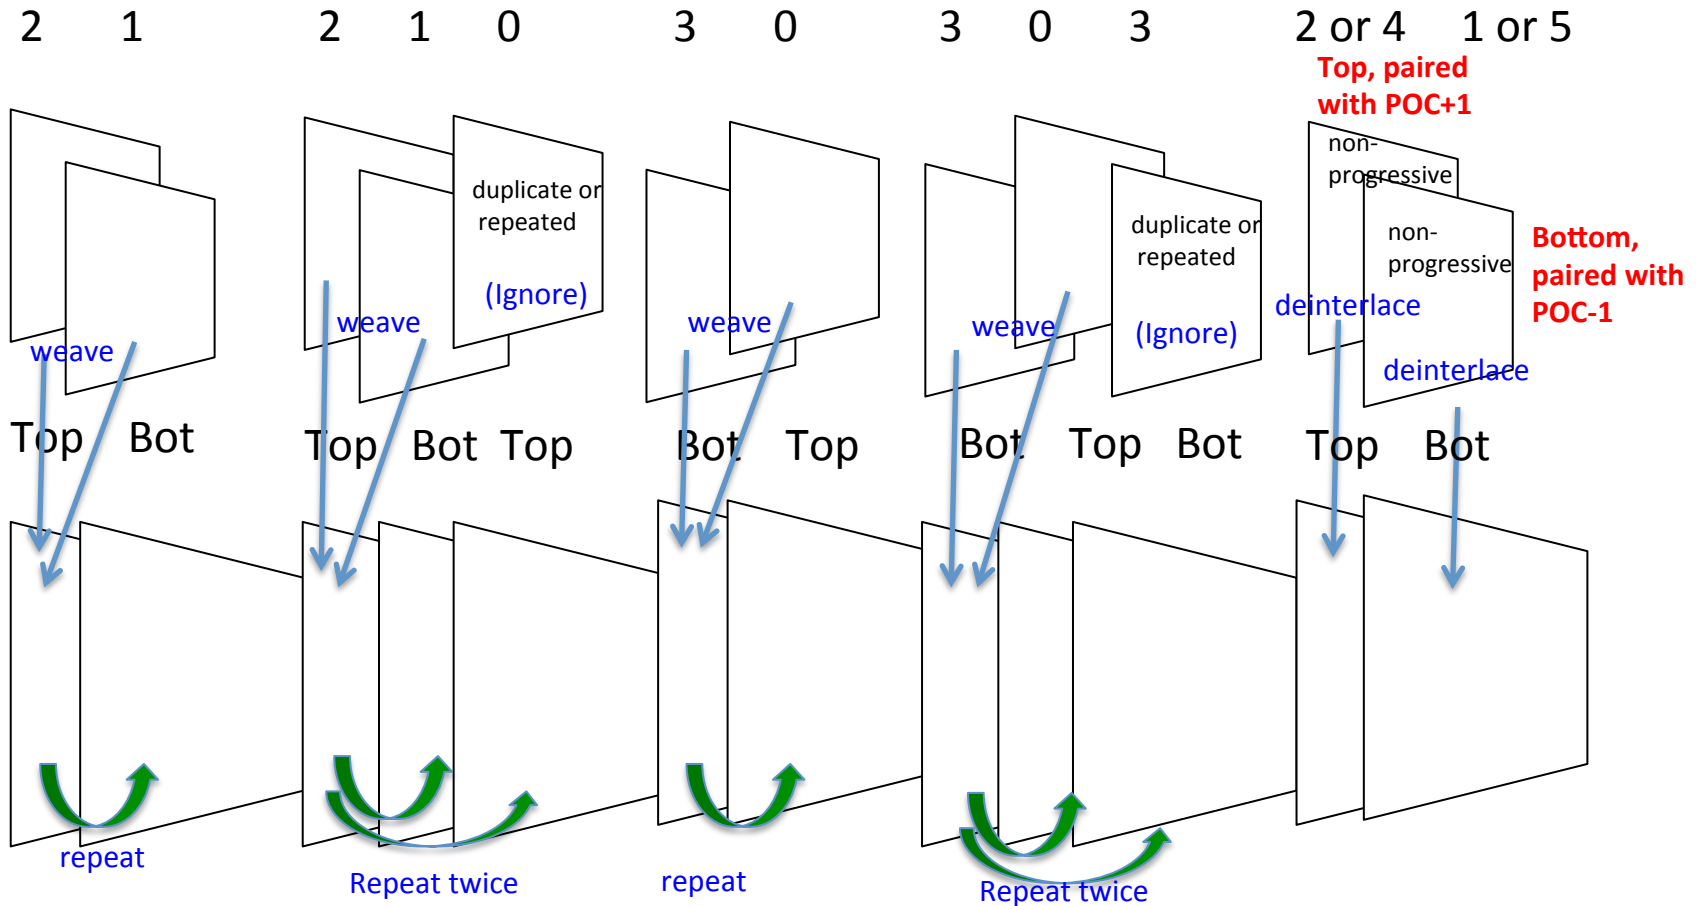 2 1 2 1 0 3 0 3 0 3 2 or 4 1 or 5
Top, paired
with POC+1
non-
progressive
duplicate or
repeated
duplicate or
repeated
non-
progressive
Bottom,
paired with
POC-1
(Ignore)
(Ignore)
weave
weave
weave
weave
deinterlace
deinterlace
Top Bot Top Bot Top Bot Top Bot Top Bot Top Bot
repeat
Repeat twice
repeat
Repeat twice